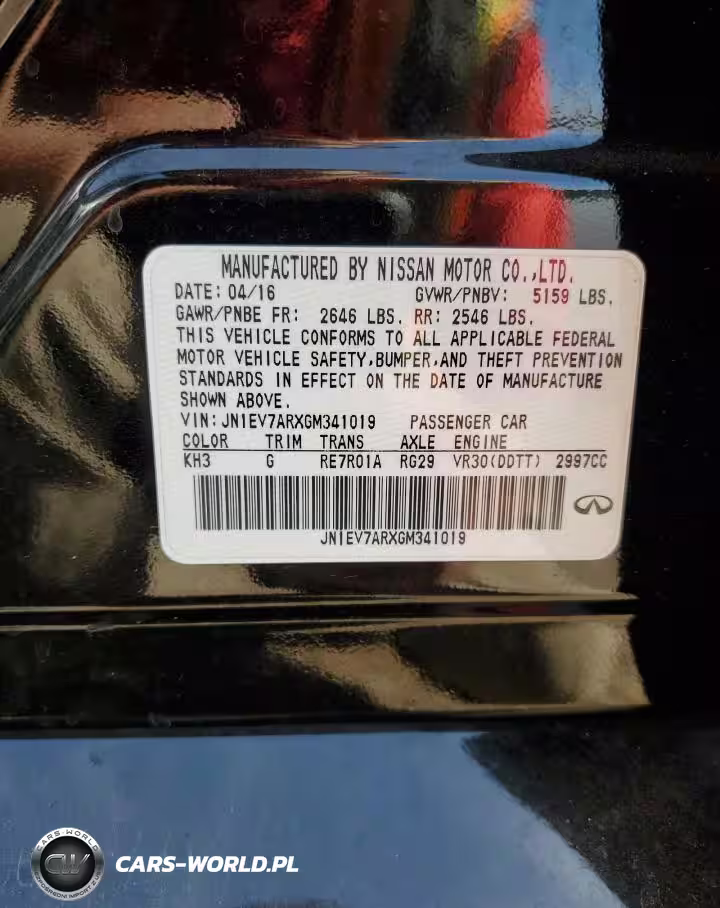 MANUFACTURED BY NISSAN MOTOR CO.,LTD.
DATE: 04/16 GVWR/PNBV: 5159 LBS.
GAWR/PNBE FR: 2646 LBS. RR: 2546 LBS.
THIS VEHICLE CONFORMS TO ALL APPLICABLE FEDERAL
MOTOR VEHICLE SAFETY,BUMPER,AND THEFT PREVENTION
STANDARDS IN EFFECT ON THE DATE OF MANUFACTURE
SHOWN ABOVE.
VIN: JN1EV7ARXGM341019 PASSENGER CAR
COLOR TRIM TRANS AXLE ENGINE
KH3 G RE7R01A RG29 VR30(DDTT) 2997CC
JN1EV7ARXGM341019
CARS-WORLD
CW
CARS-WORLD.PL